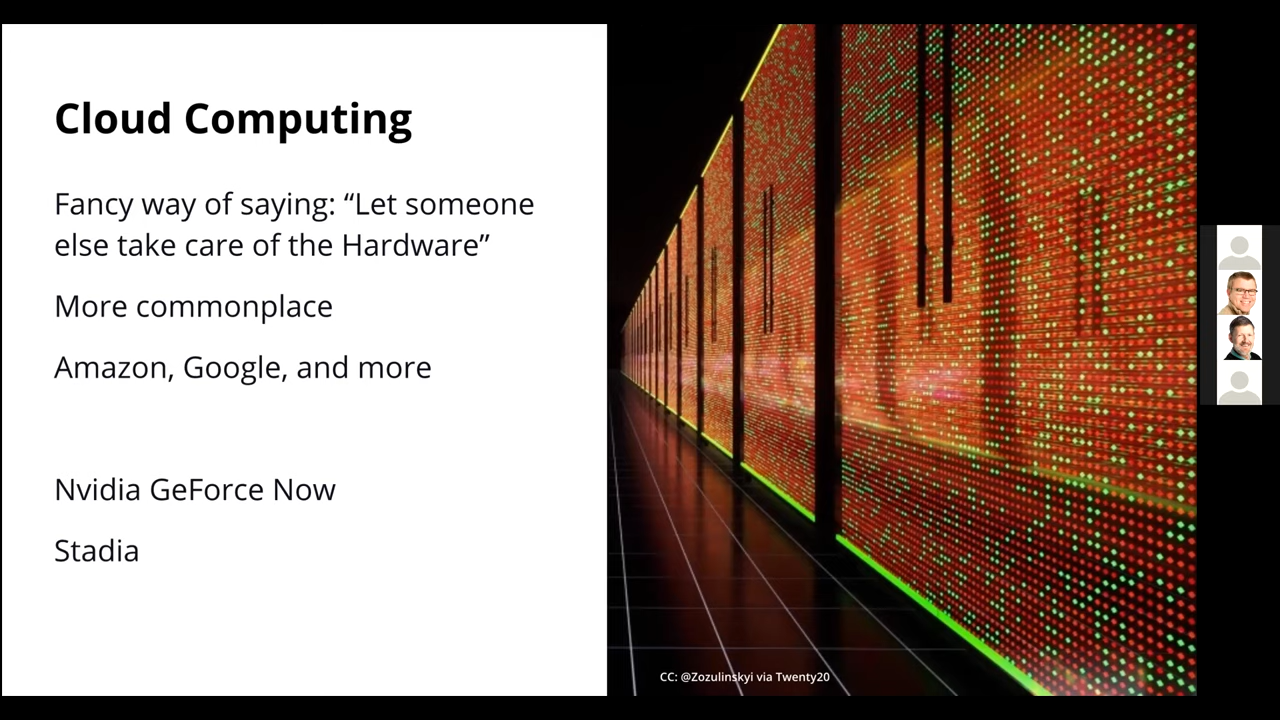 Cloud Computing
Fancy way of saying: “Let someone
else take care of the Hardware”
More commonplace
Amazon, Google, and more
Nvidia GeForce Now
Stadia
CC: @Zozulinskyi via Twenty20